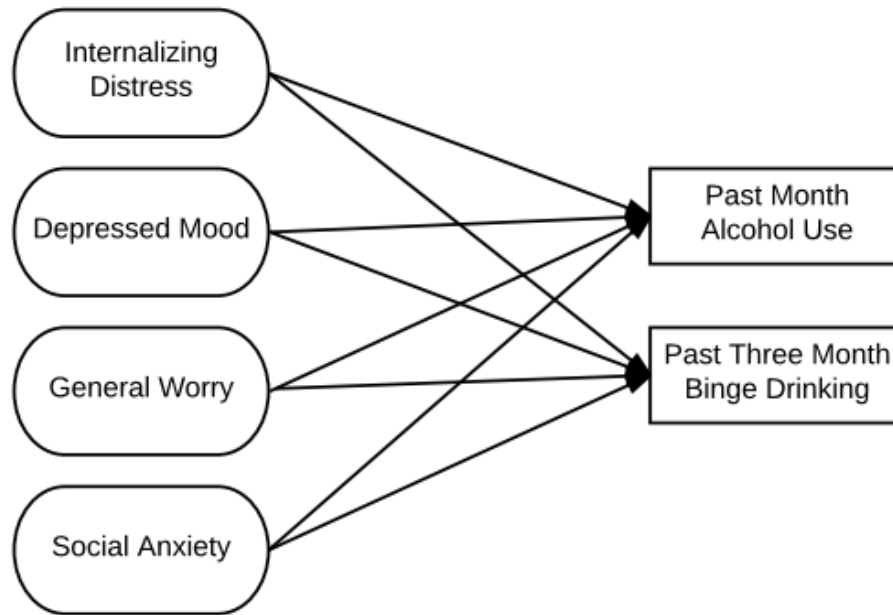 Internalizing
Distress
Depressed Mood
General Worry
Social Anxiety
Past Month
Alcohol Use
Past Three Month
Binge Drinking